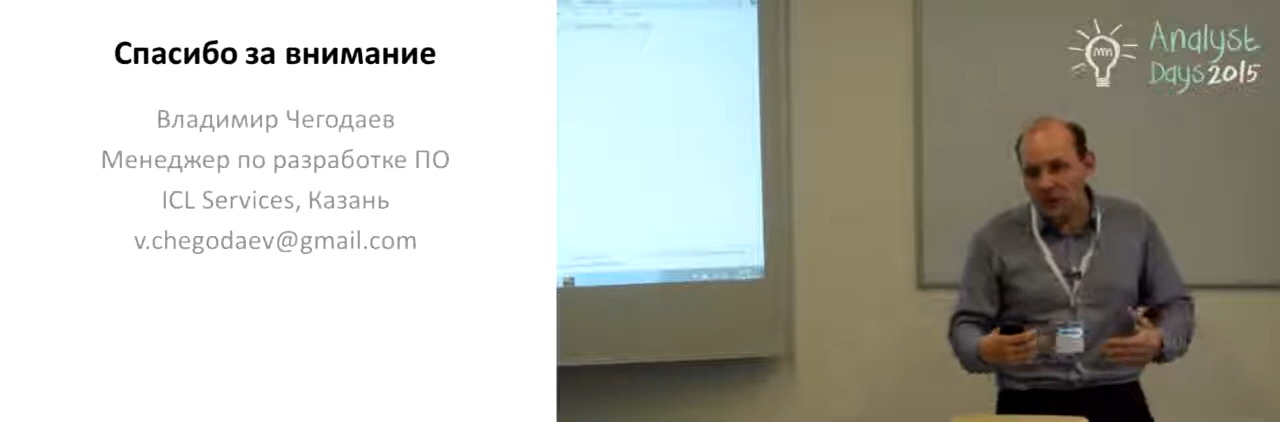 Спасибо за внимание
Владимир Чегодаев
Менеджер по разработке ПО
ICL Services, Казань
v.chegodaev@gmail.com
Analyst
Days 2015